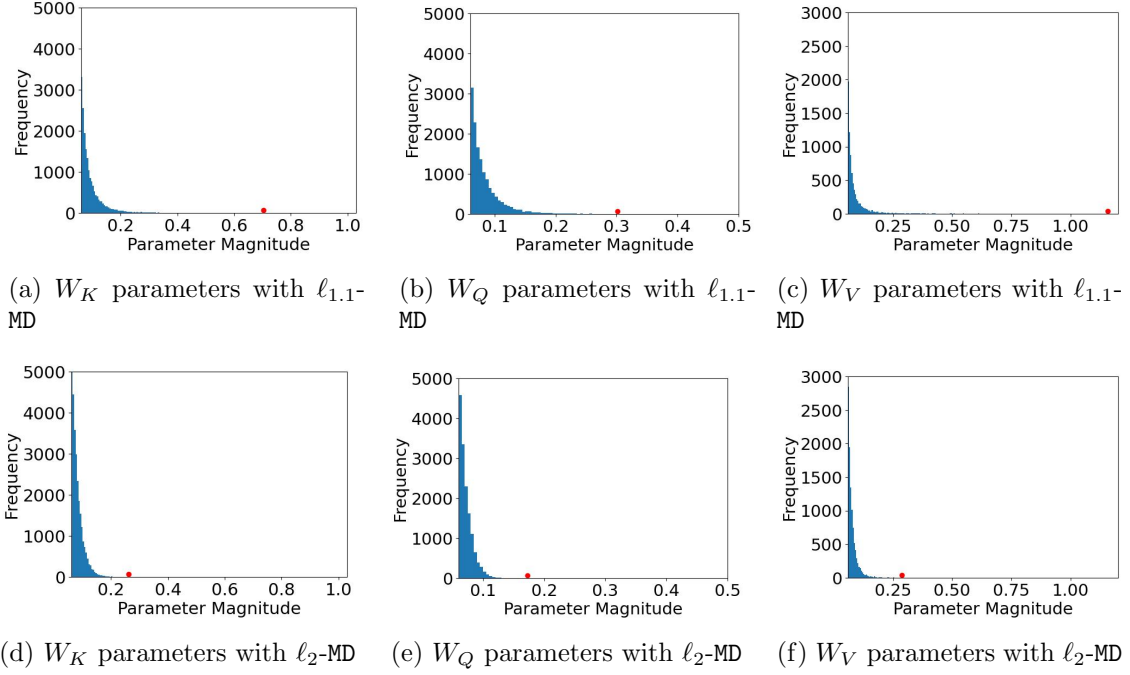 5000
4000
3000
2000
1000
0
Frequency
0.2 0.4 0.6 0.8 1.0
Parameter Magnitude
5000
4000
3000
2000
1000
0
Frequency
0.1 0.2 0.3 0.4 0.5
Parameter Magnitude
3000
2500
2000
1500
1000
500
0
Frequency
0.25 0.50 0.75 1.00
Parameter Magnitude
(a) W_K parameters with ℓ_{1.1}-
MD
(b) W_Q parameters with ℓ_{1.1}-
MD
(c) W_V parameters with ℓ_{1.1}-
MD
5000
4000
3000
2000
1000
0
Frequency
0.2 0.4 0.6 0.8 1.0
Parameter Magnitude
5000
4000
3000
2000
1000
0
Frequency
0.1 0.2 0.3 0.4 0.5
Parameter Magnitude
3000
2500
2000
1500
1000
500
0
Frequency
0.25 0.50 0.75 1.00
Parameter Magnitude
(d) W_K parameters with ℓ_2-MD
(e) W_Q parameters with ℓ_2-MD
(f) W_V parameters with ℓ_2-MD